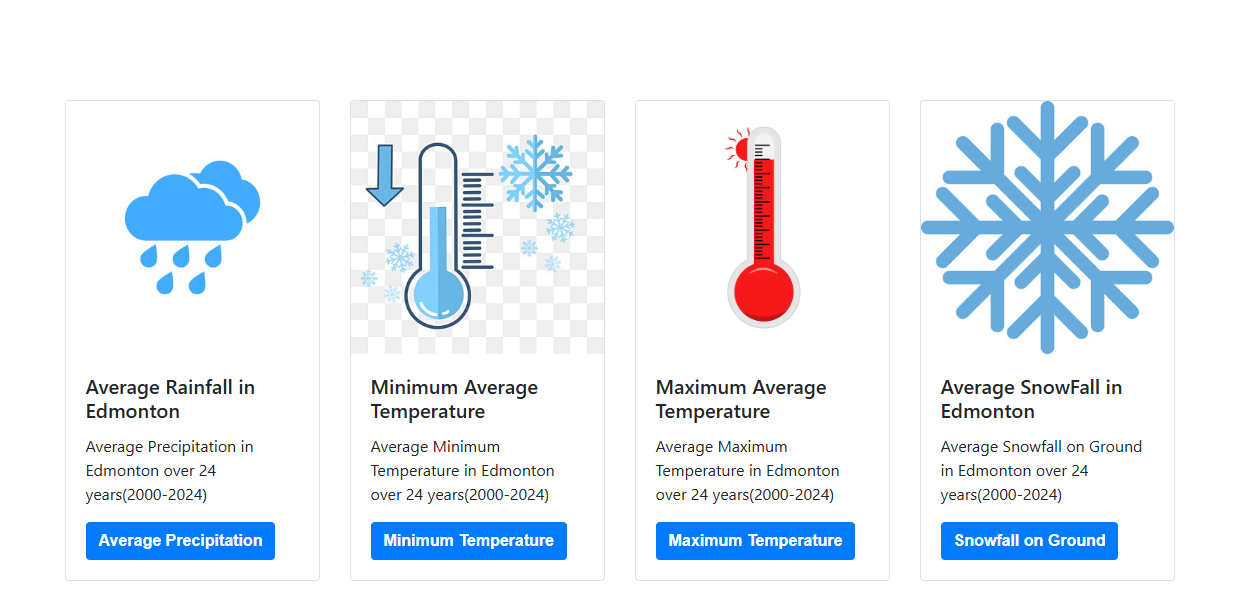 Average Rainfall in
Edmonton
Average Precipitation in
Edmonton over 24
years(2000-2024)
Average Precipitation
Minimum Average
Temperature
Average Minimum
Temperature in Edmonton
over 24 years(2000-2024)
Minimum Temperature
Maximum Average
Temperature
Average Maximum
Temperature in Edmonton
over 24 years(2000-2024)
Maximum Temperature
Average SnowFall in
Edmonton
Average Snowfall on Ground
in Edmonton over 24
years(2000-2024)
Snowfall on Ground